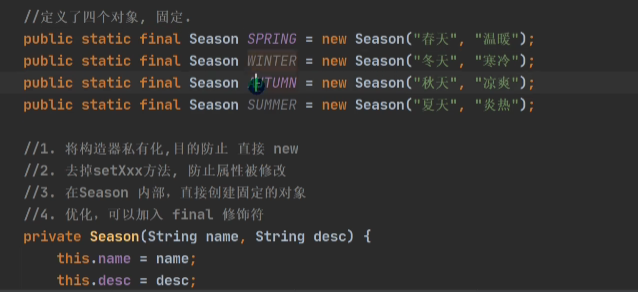 //定义了四个对象, 固定.
public static final Season SPRING = new Season("春天", "温暖");
public static final Season WINTER = new Season("冬天", "寒冷");
public static final Season AUTUMN = new Season("秋天", "凉爽");
public static final Season SUMMER = new Season("夏天", "炎热");
//1. 将构造器私有化,目的防止 直接 new
//2. 去掉setXxx方法, 防止属性被修改
//3. 在Season 内部，直接创建固定的对象
//4. 优化，可以加入 final 修饰符
private Season(String name, String desc) {
this.name = name;
this.desc = desc;